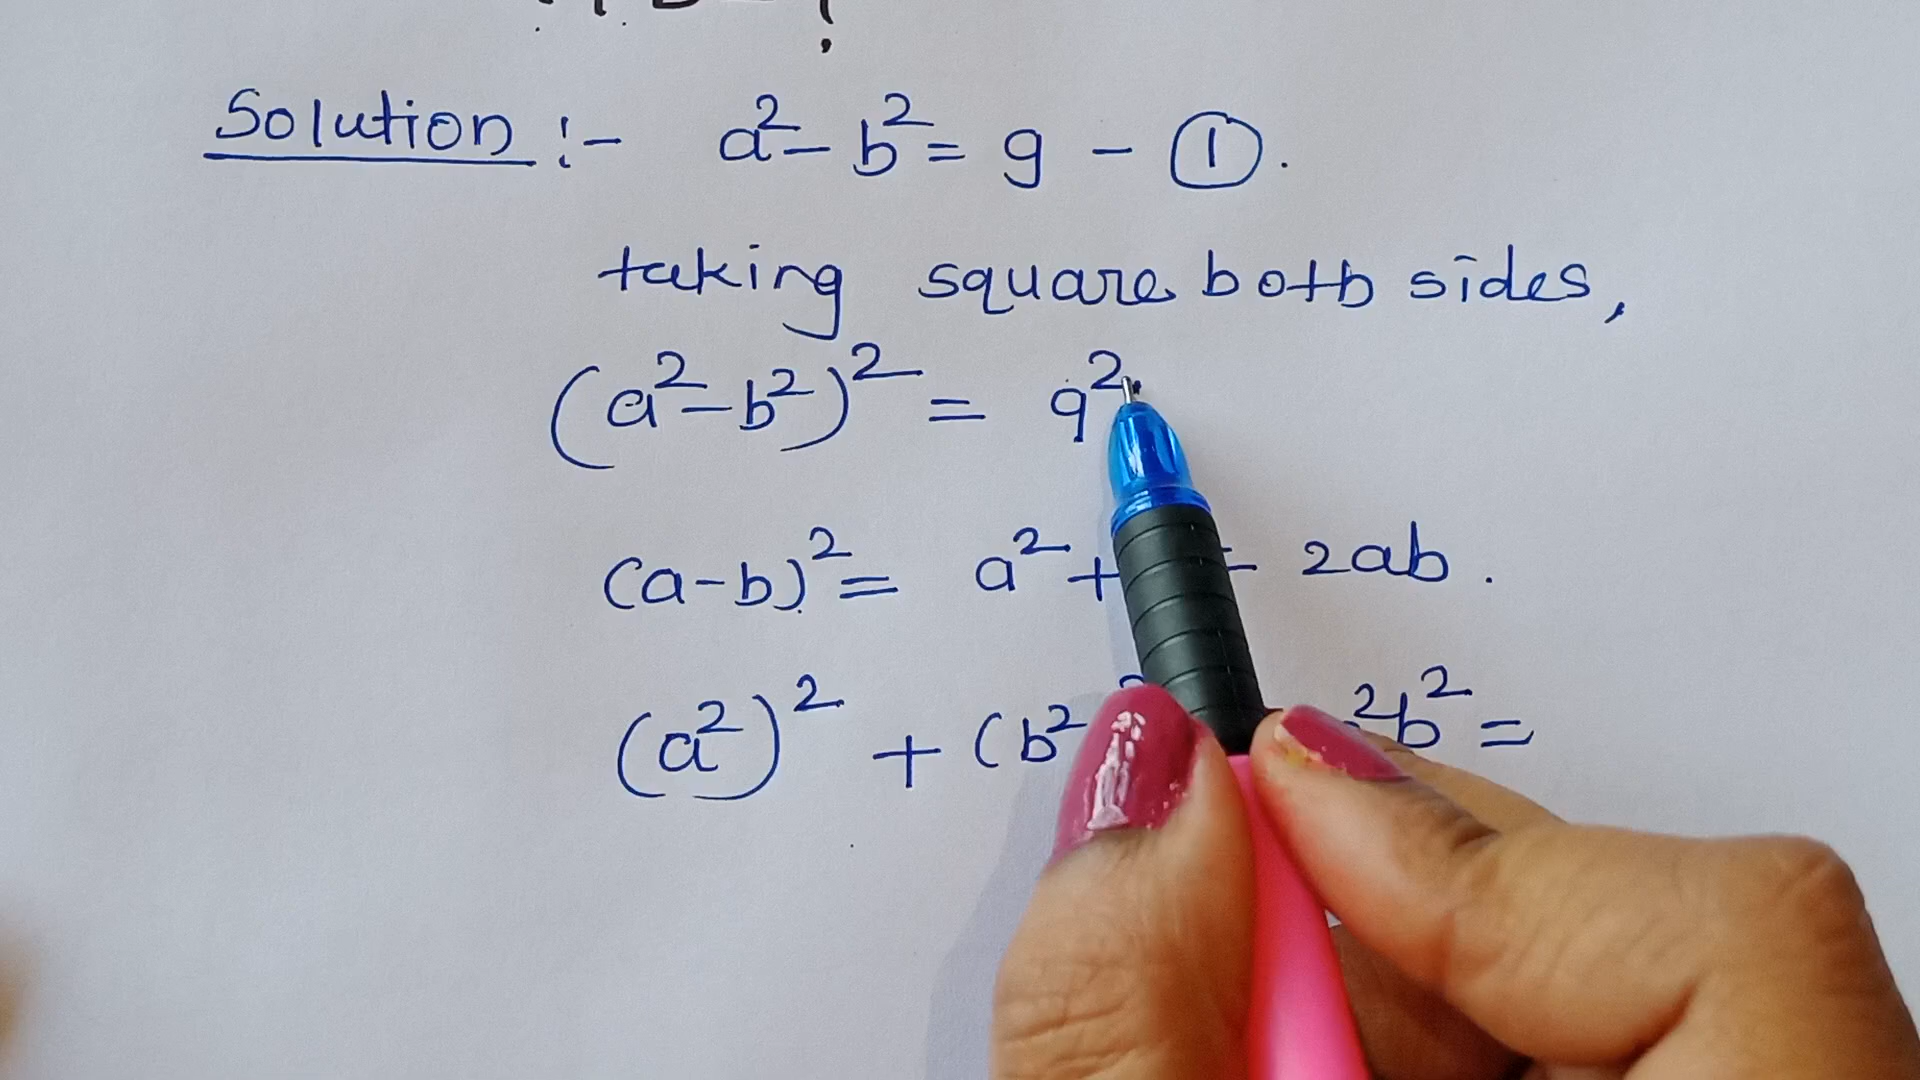 Solution :- a² - b² = 9 - ①.
taking square both sides,
(a² - b²)² = 9²
(a - b)² = a² + - 2ab.
(a²)² + (b² ²b² =